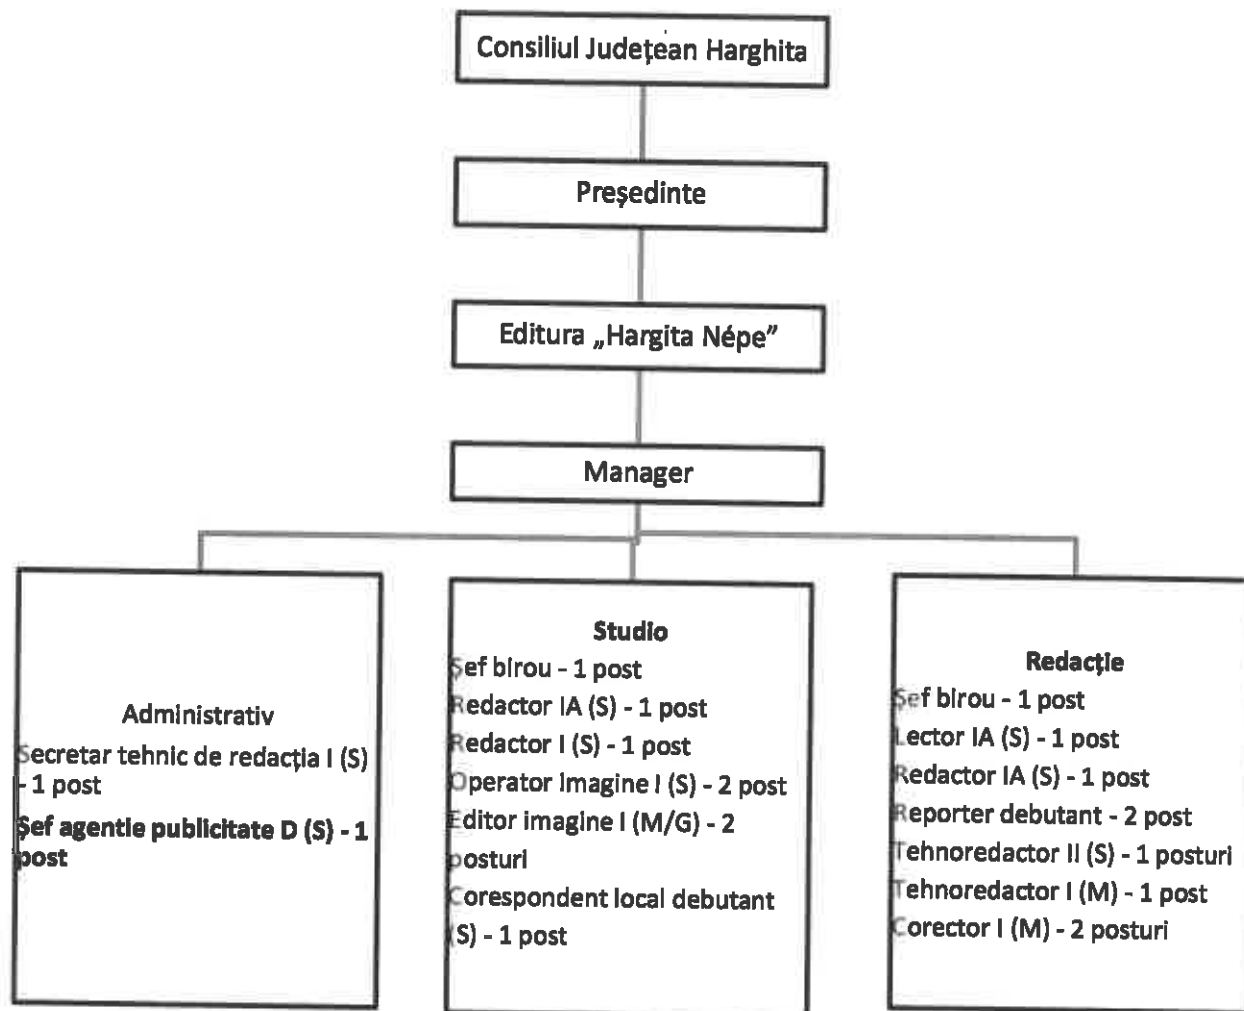 Consiliul Județean Harghita
Președinte
Editura „Hargita Népe”
Manager
Administrativ
Secretar tehnic de redacția I (S)
- 1 post
Șef agentie publicitate D (S) - 1
post
Studio
Șef birou - 1 post
Redactor IA (S) - 1 post
Redactor I (S) - 1 post
Operator Imagine I (S) - 2 post
Editor imagine I (M/G) - 2
posturi
Corespondent local debutant
(S) - 1 post
Redacție
Șef birou - 1 post
Lector IA (S) - 1 post
Redactor IA (S) - 1 post
Reporter debutant - 2 post
Tehnoredactor II (S) - 1 posturi
Tehnoredactor I (M) - 1 post
Corector I (M) - 2 posturi